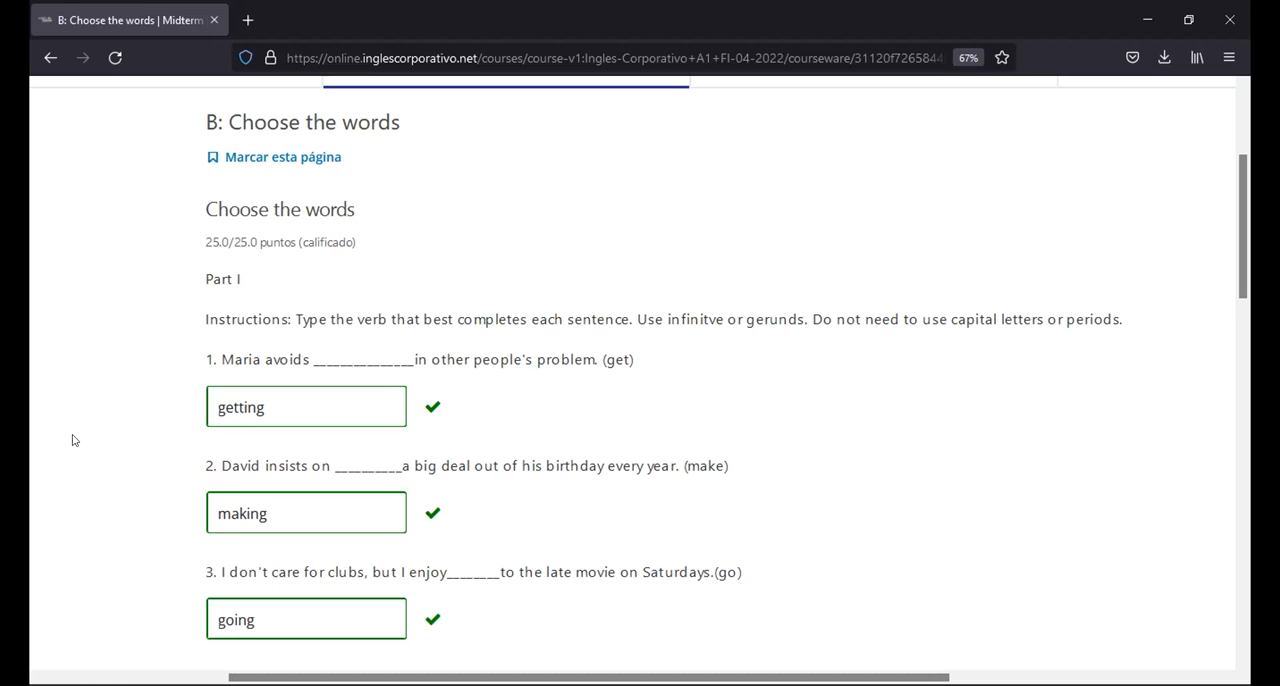 B: Choose the words | Midterm
https://online.inglescorporativo.net/courses/course-v1:Ingles-Corporativo+A1+FI-04-2022/courseware/31120f7265844
67%
B: Choose the words
Marcar esta página
Choose the words
25.0/25.0 puntos (calificado)
Part I
Instructions: Type the verb that best completes each sentence. Use infinitve or gerunds. Do not need to use capital letters or periods.
1. Maria avoids _______________in other people's problem. (get)
getting
2. David insists on __________a big deal out of his birthday every year. (make)
making
3. I don't care for clubs, but I enjoy________to the late movie on Saturdays.(go)
going